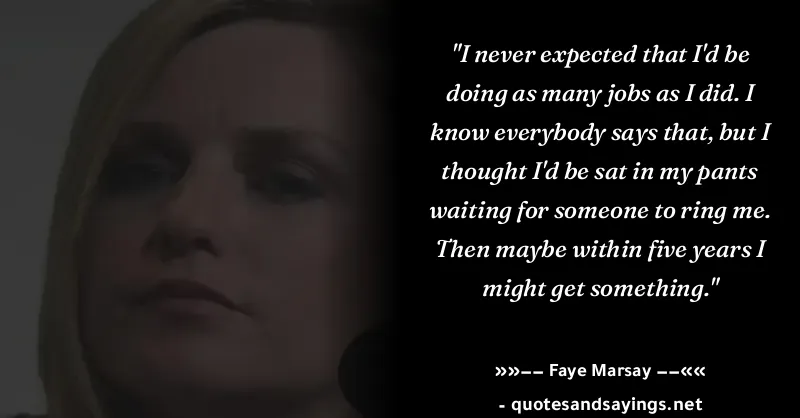 "I never expected that I'd be
doing as many jobs as I did. I
know everybody says that, but I
thought I'd be sat in my pants
waiting for someone to ring me.
Then maybe within five years I
might get something."
»»−− Faye Marsay −−««
- quotesandsayings.net